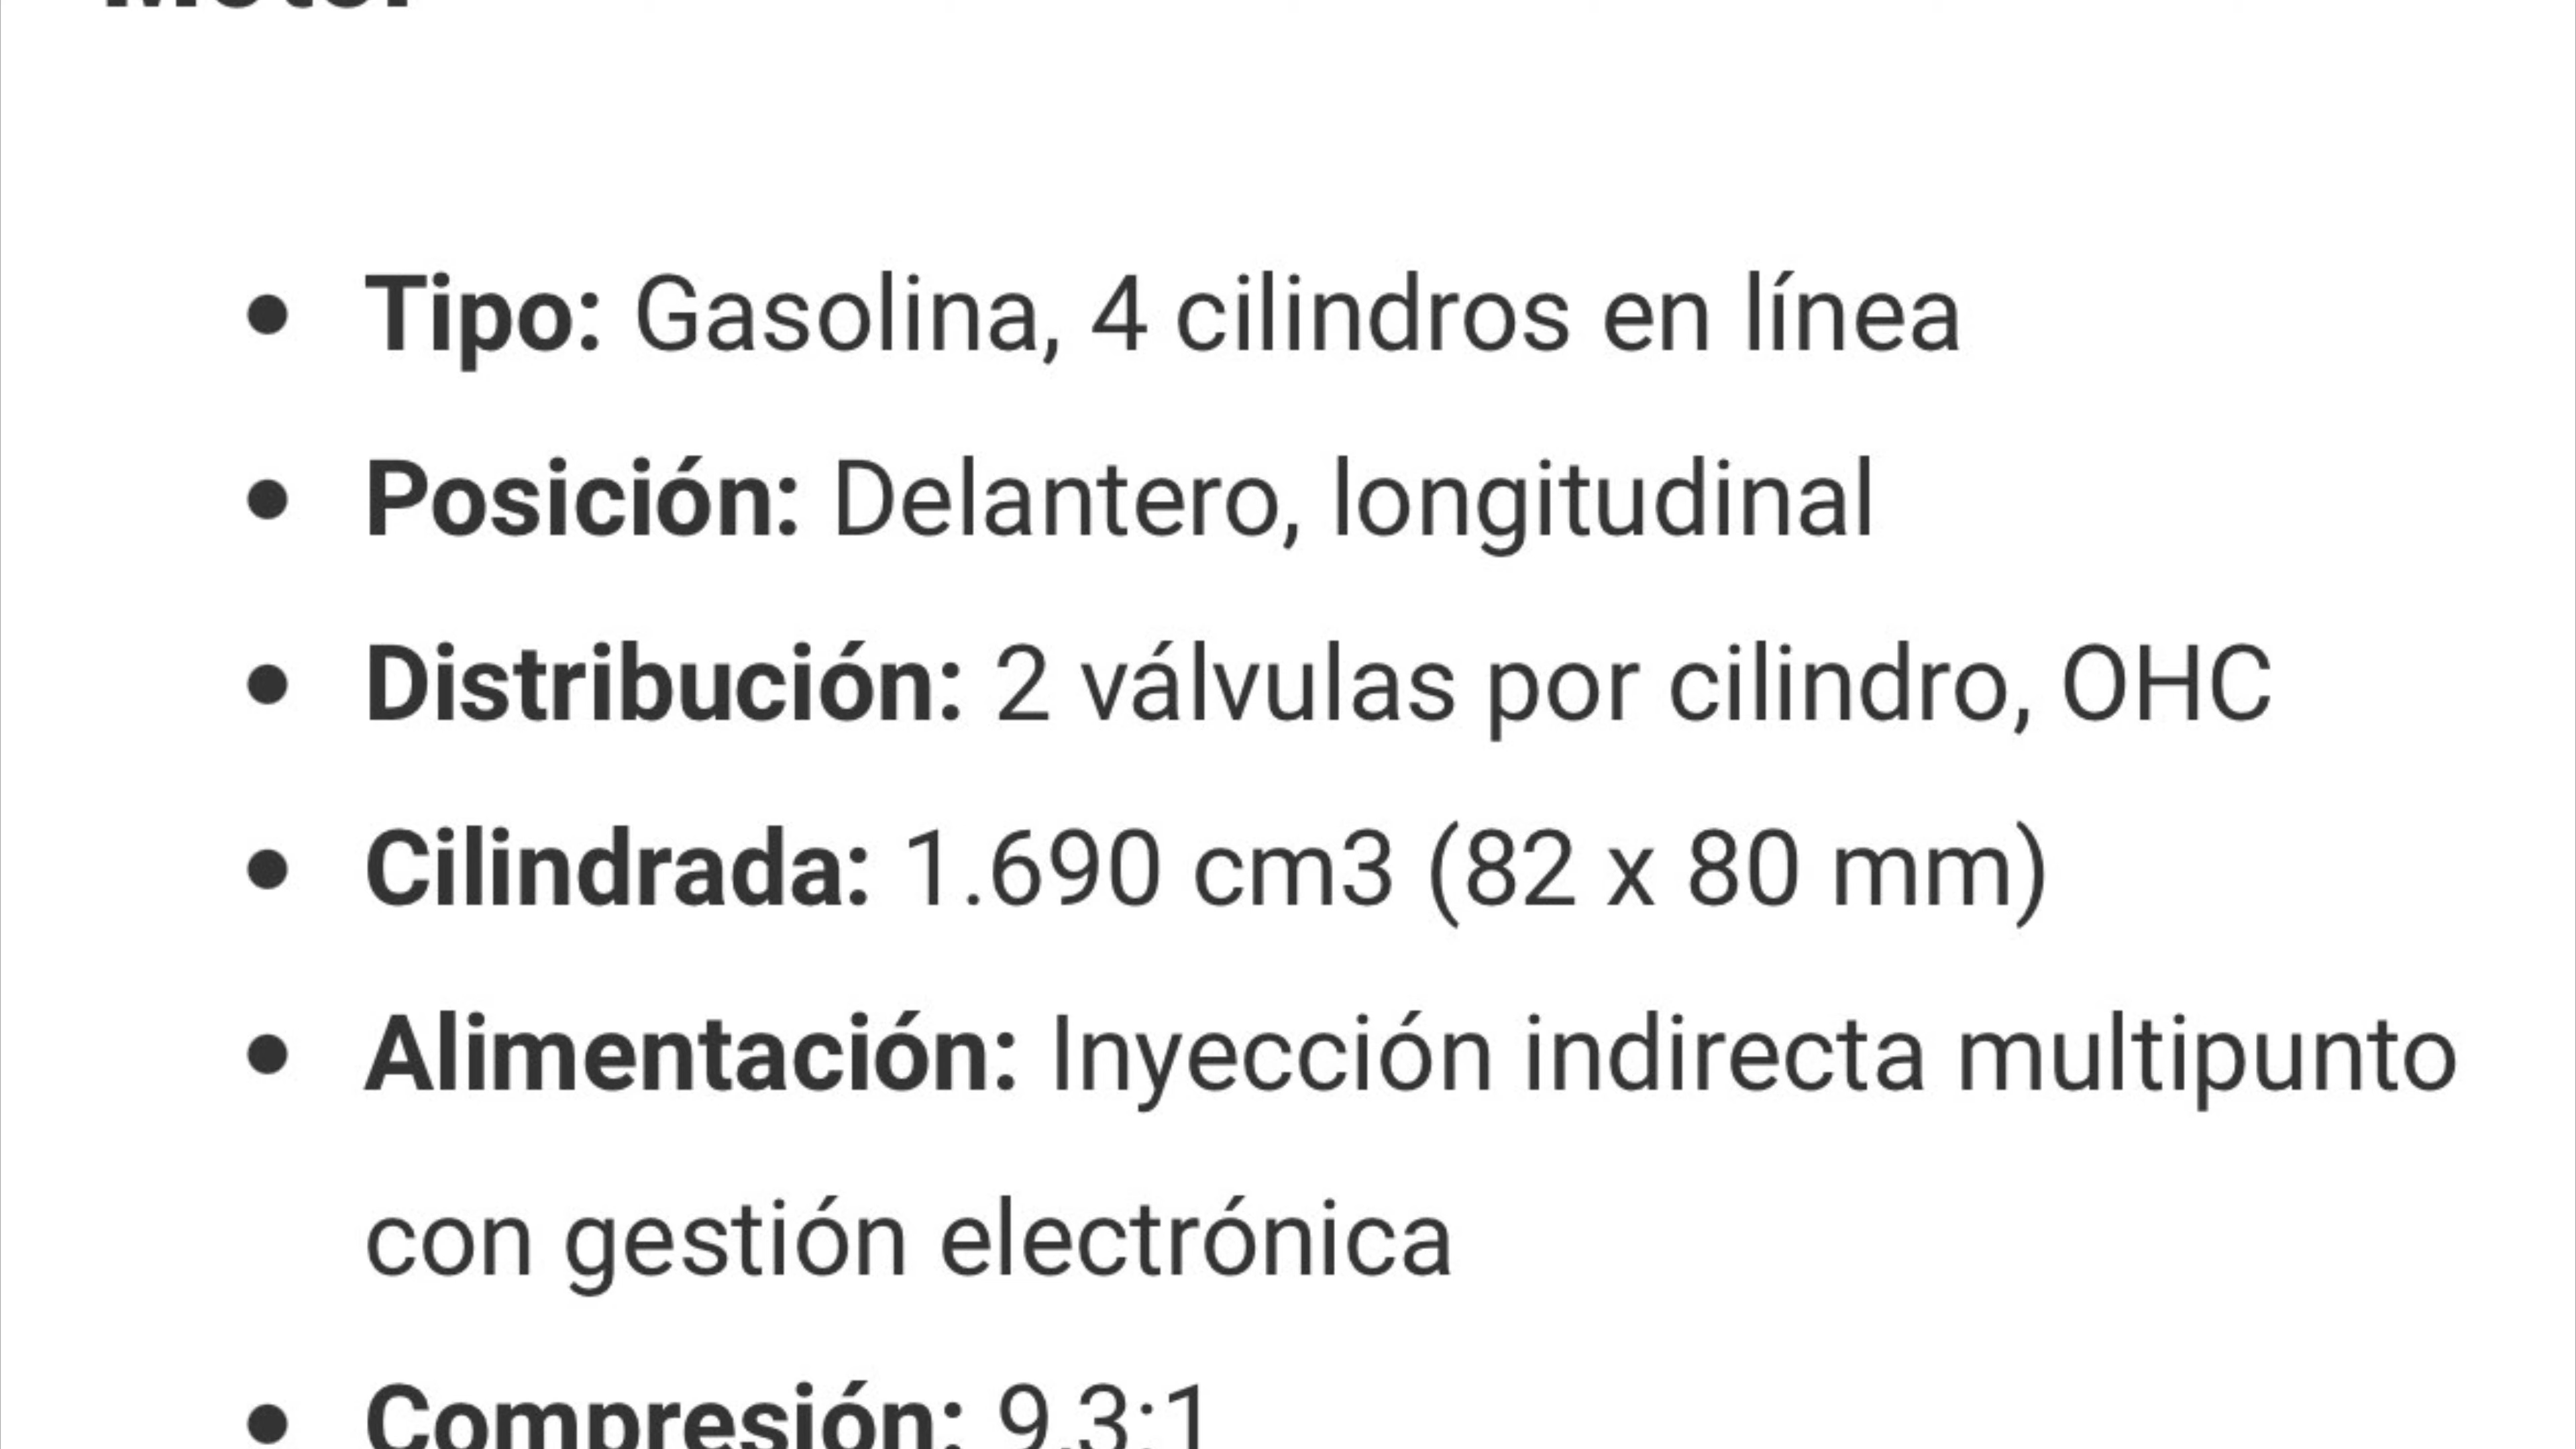 Motor
Tipo: Gasolina, 4 cilindros en línea
Posición: Delantero, longitudinal
Distribución: 2 válvulas por cilindro, OHC
Cilindrada: 1.690 cm3 (82 x 80 mm)
Alimentación: Inyección indirecta multipunto
con gestión electrónica
Compresión: 9,3:1